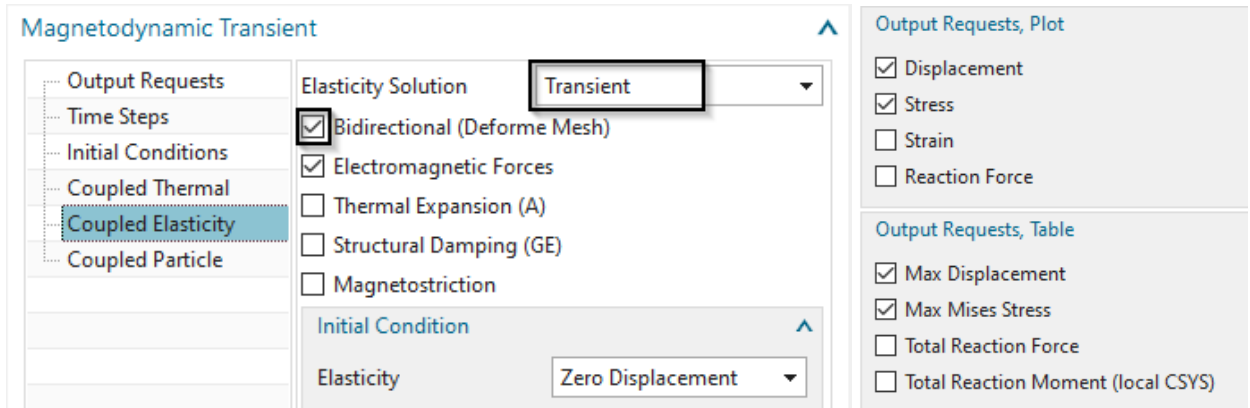 Magnetodynamic Transient
Output Requests
Time Steps
Initial Conditions
Coupled Thermal
Coupled Elasticity
Coupled Particle
Elasticity Solution Transient
Bidirectional (Deforme Mesh)
Electromagnetic Forces
Thermal Expansion (A)
Structural Damping (GE)
Magnetostriction
Initial Condition
Elasticity Zero Displacement
Output Requests, Plot
Displacement
Stress
Strain
Reaction Force
Output Requests, Table
Max Displacement
Max Mises Stress
Total Reaction Force
Total Reaction Moment (local CSYS)